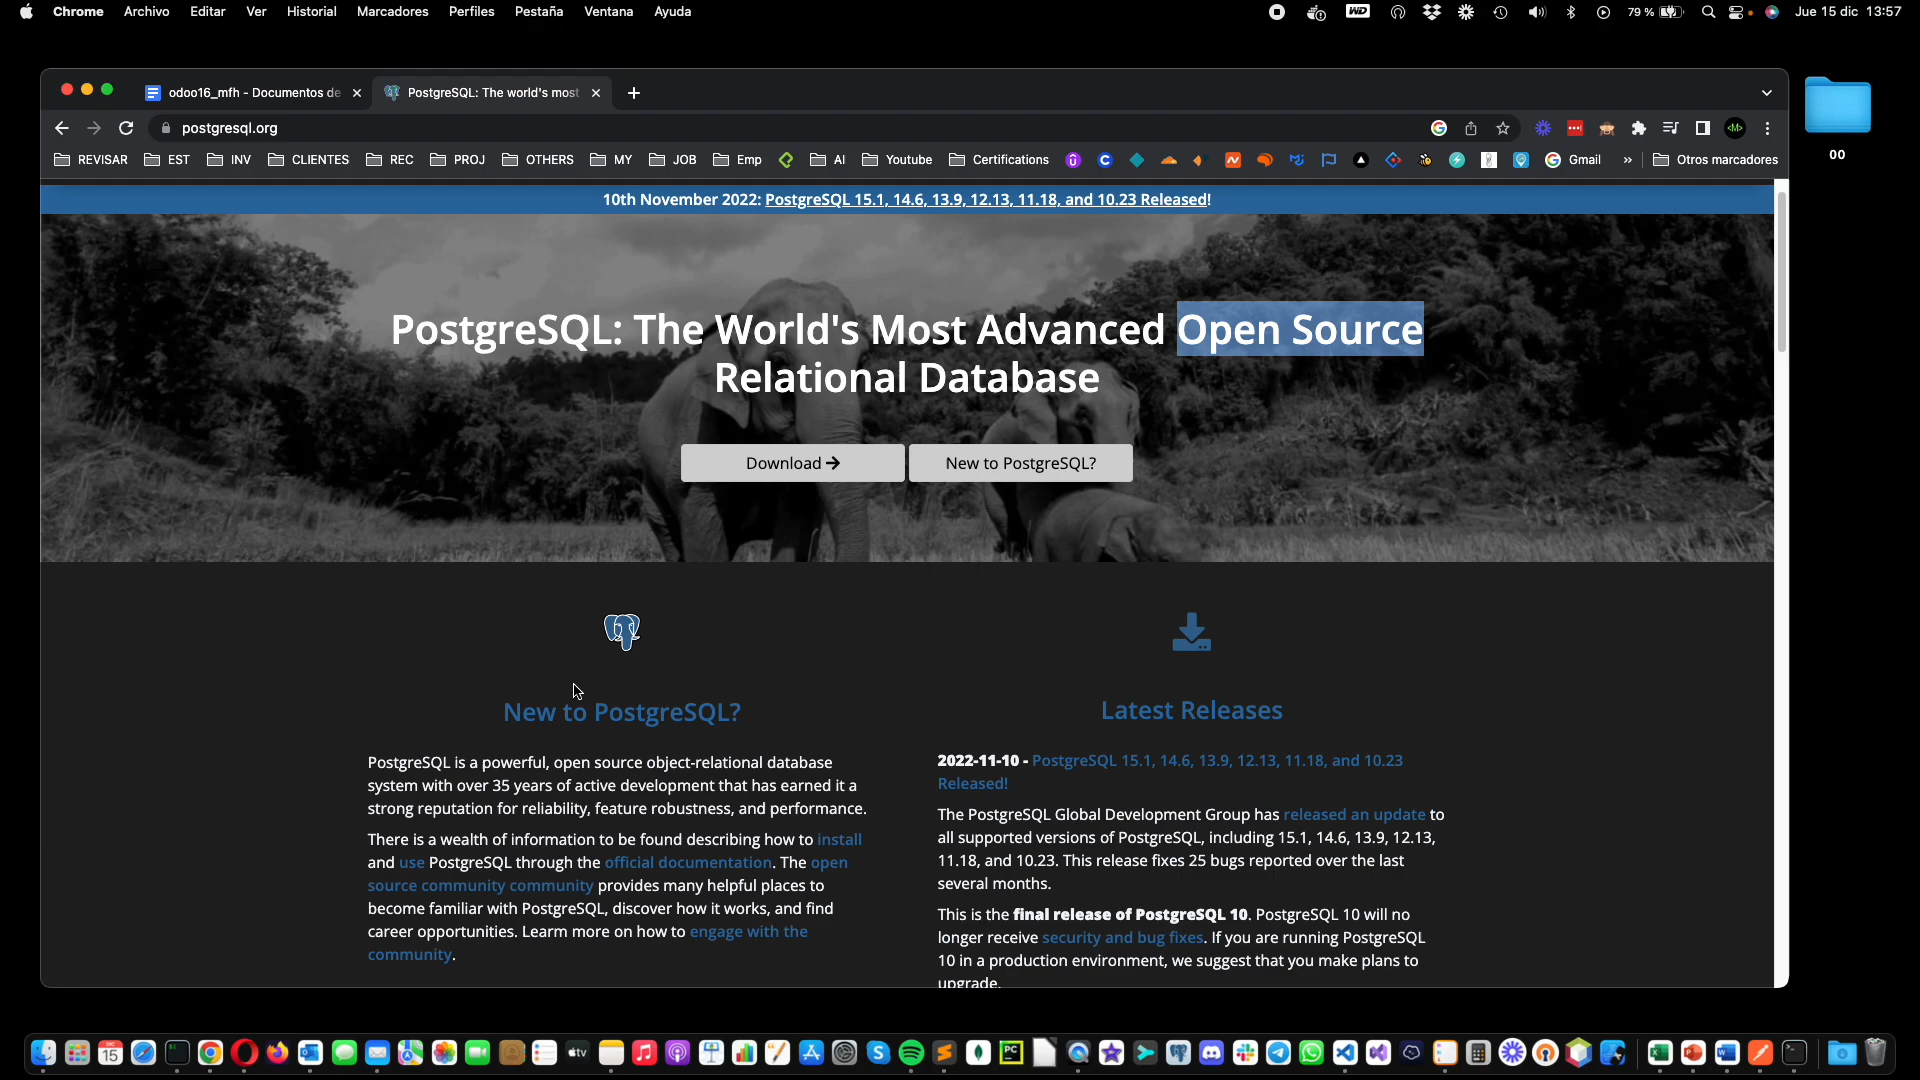 Chrome Archivo Editar Ver Historial Marcadores Perfiles Pestaña Ventana Ayuda
WD 79 % Jue 15 dic 13:57
odoo16_mfh - Documentos de
PostgreSQL: The world's most
postgresql.org
REVISAR EST INV CLIENTES REC PROJ OTHERS MY JOB Emp AI Youtube Certifications Gmail » Otros marcadores
00
10th November 2022: PostgreSQL 15.1, 14.6, 13.9, 12.13, 11.18, and 10.23 Released!
PostgreSQL: The World's Most Advanced Open Source
Relational Database
Download
New to PostgreSQL?
New to PostgreSQL?
PostgreSQL is a powerful, open source object-relational database
system with over 35 years of active development that has earned it a
strong reputation for reliability, feature robustness, and performance.
There is a wealth of information to be found describing how to install
and use PostgreSQL through the official documentation. The open
source community community provides many helpful places to
become familiar with PostgreSQL, discover how it works, and find
career opportunities. Learm more on how to engage with the
community.
Latest Releases
2022-11-10 - PostgreSQL 15.1, 14.6, 13.9, 12.13, 11.18, and 10.23
Released!
The PostgreSQL Global Development Group has released an update to
all supported versions of PostgreSQL, including 15.1, 14.6, 13.9, 12.13,
11.18, and 10.23. This release fixes 25 bugs reported over the last
several months.
This is the final release of PostgreSQL 10. PostgreSQL 10 will no
longer receive security and bug fixes. If you are running PostgreSQL
10 in a production environment, we suggest that you make plans to
upgrade.
15
tv
PC